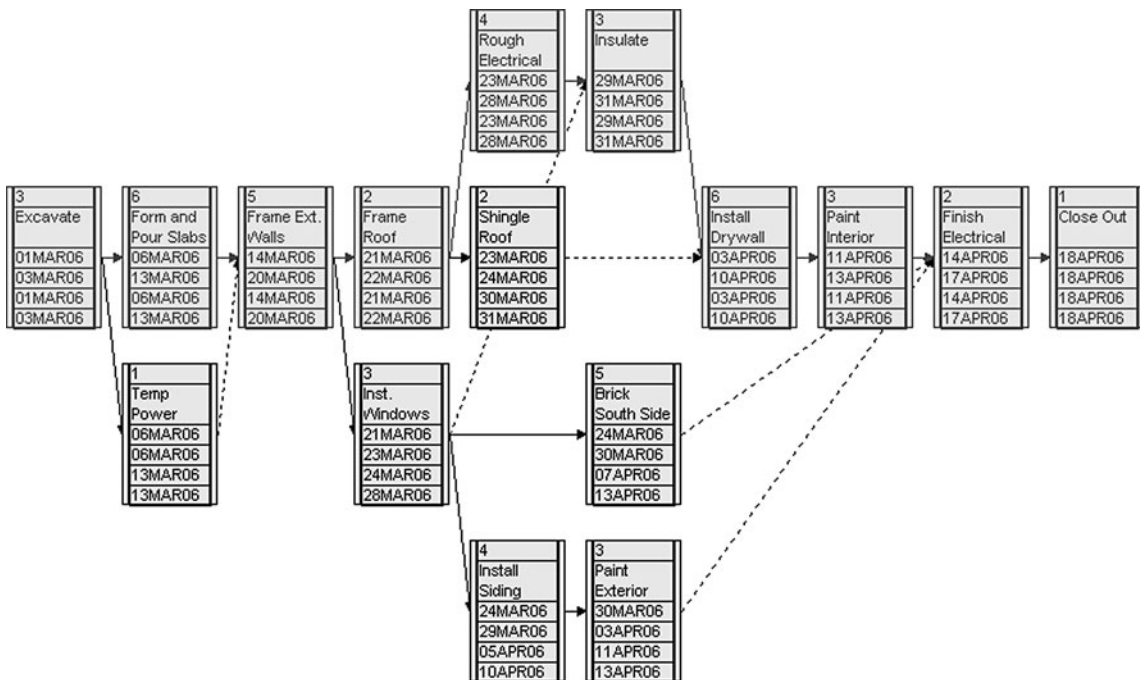 4
Rough
Electrical
23MAR06
28MAR06
23MAR06
28MAR06
3
Insulate
29MAR06
31MAR06
29MAR06
31MAR06
3
Excavate
01MAR06
03MAR06
01MAR06
03MAR06
6
Form and
Pour Slabs
06MAR06
13MAR06
06MAR06
13MAR06
5
Frame Ext.
Walls
14MAR06
20MAR06
14MAR06
20MAR06
2
Frame
Roof
21MAR06
22MAR06
21MAR06
22MAR06
2
Shingle
Roof
23MAR06
24MAR06
30MAR06
31MAR06
6
Install
Drywall
03APR06
10APR06
03APR06
10APR06
3
Paint
Interior
11APR06
13APR06
11APR06
13APR06
2
Finish
Electrical
14APR06
17APR06
14APR06
17APR06
1
Close Out
18APR06
18APR06
18APR06
18APR06
1
Temp
Power
06MAR06
06MAR06
13MAR06
13MAR06
3
Inst.
Windows
21MAR06
23MAR06
24MAR06
28MAR06
5
Brick
South Side
24MAR06
30MAR06
07APR06
13APR06
4
Install
Siding
24MAR06
29MAR06
05APR06
10APR06
3
Paint
Exterior
30MAR06
03APR06
11APR06
13APR06